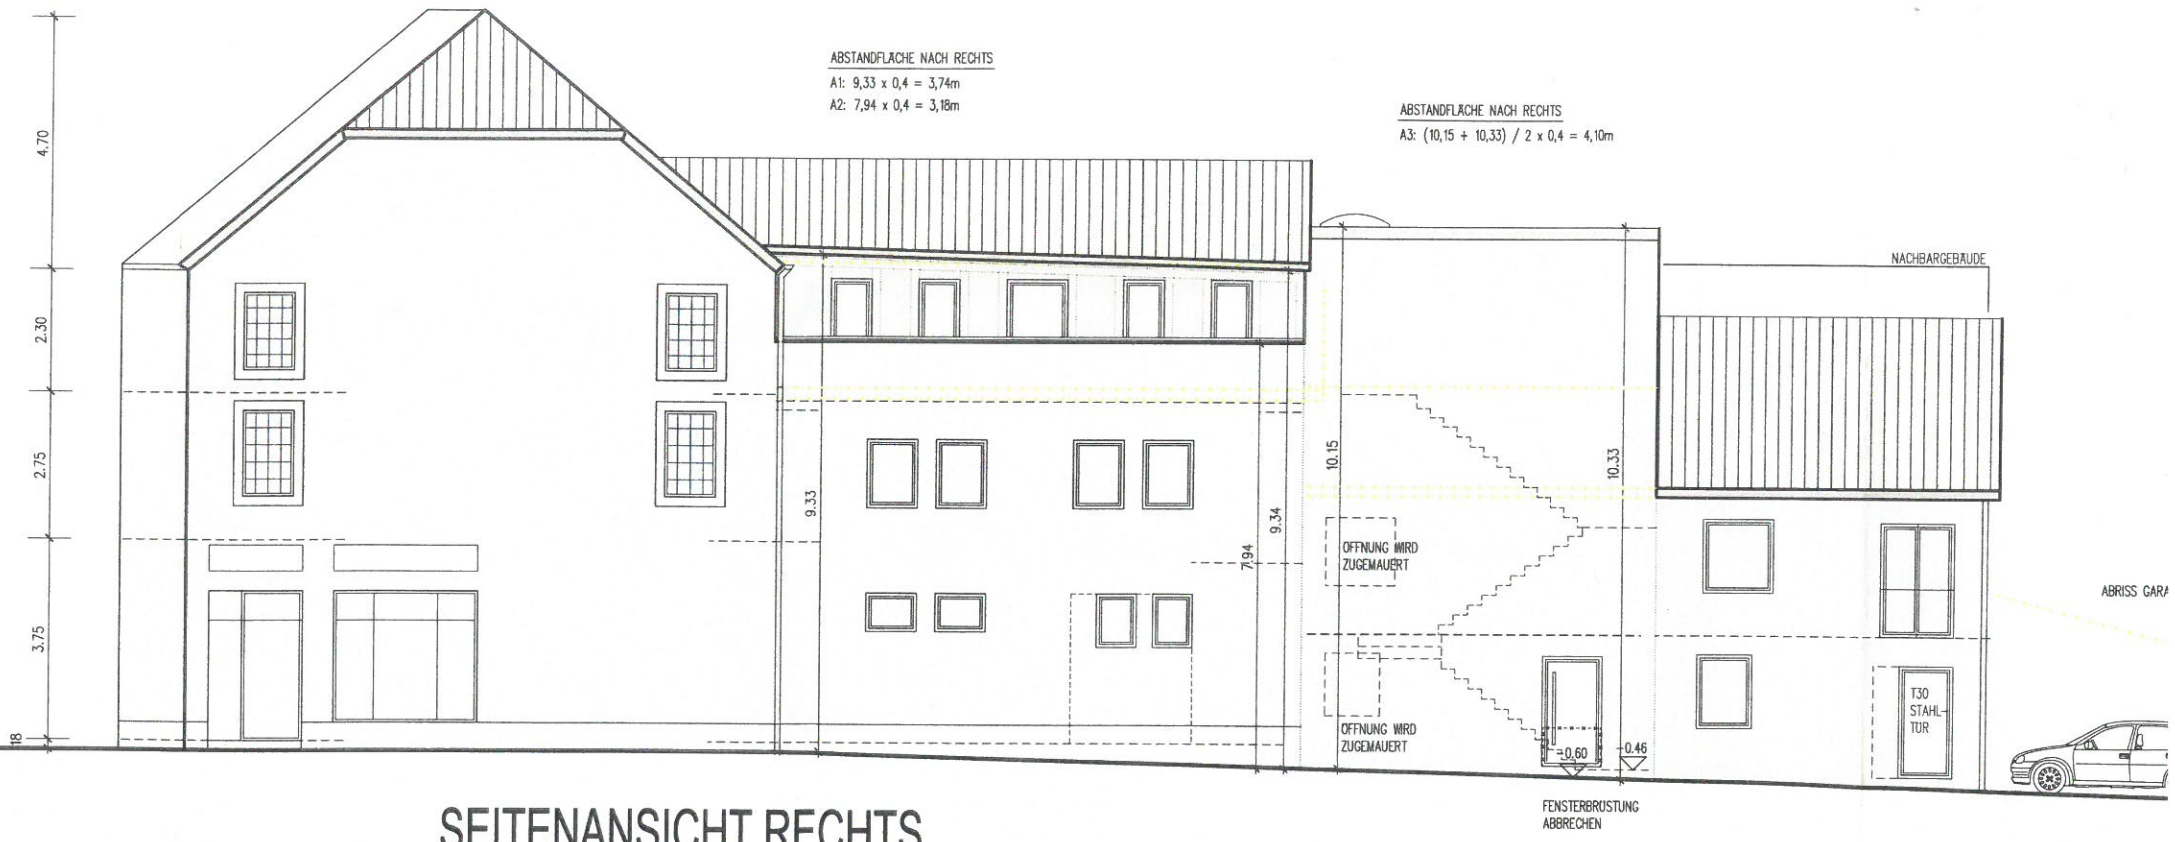 ABSTANDFLÄCHE NACH RECHTS
A1: 9,33 x 0,4 = 3,74m
A2: 7,94 x 0,4 = 3,18m
ABSTANDFLÄCHE NACH RECHTS
A3: (10,15 + 10,33) / 2 x 0,4 = 4,10m
NACHBARGEBÄUDE
4.70
2.30
2.75
3.75
18
9.33
7.94
9.34
10.15
10.33
ÖFFNUNG WIRD
ZUGEMAUERT
ÖFFNUNG WIRD
ZUGEMAUERT
-0.60
-0.46
T30
STAHL-
TÜR
ABRISS GARA
FENSTERBRÜSTUNG
ABBRECHEN
SEITENANSICHT RECHTS